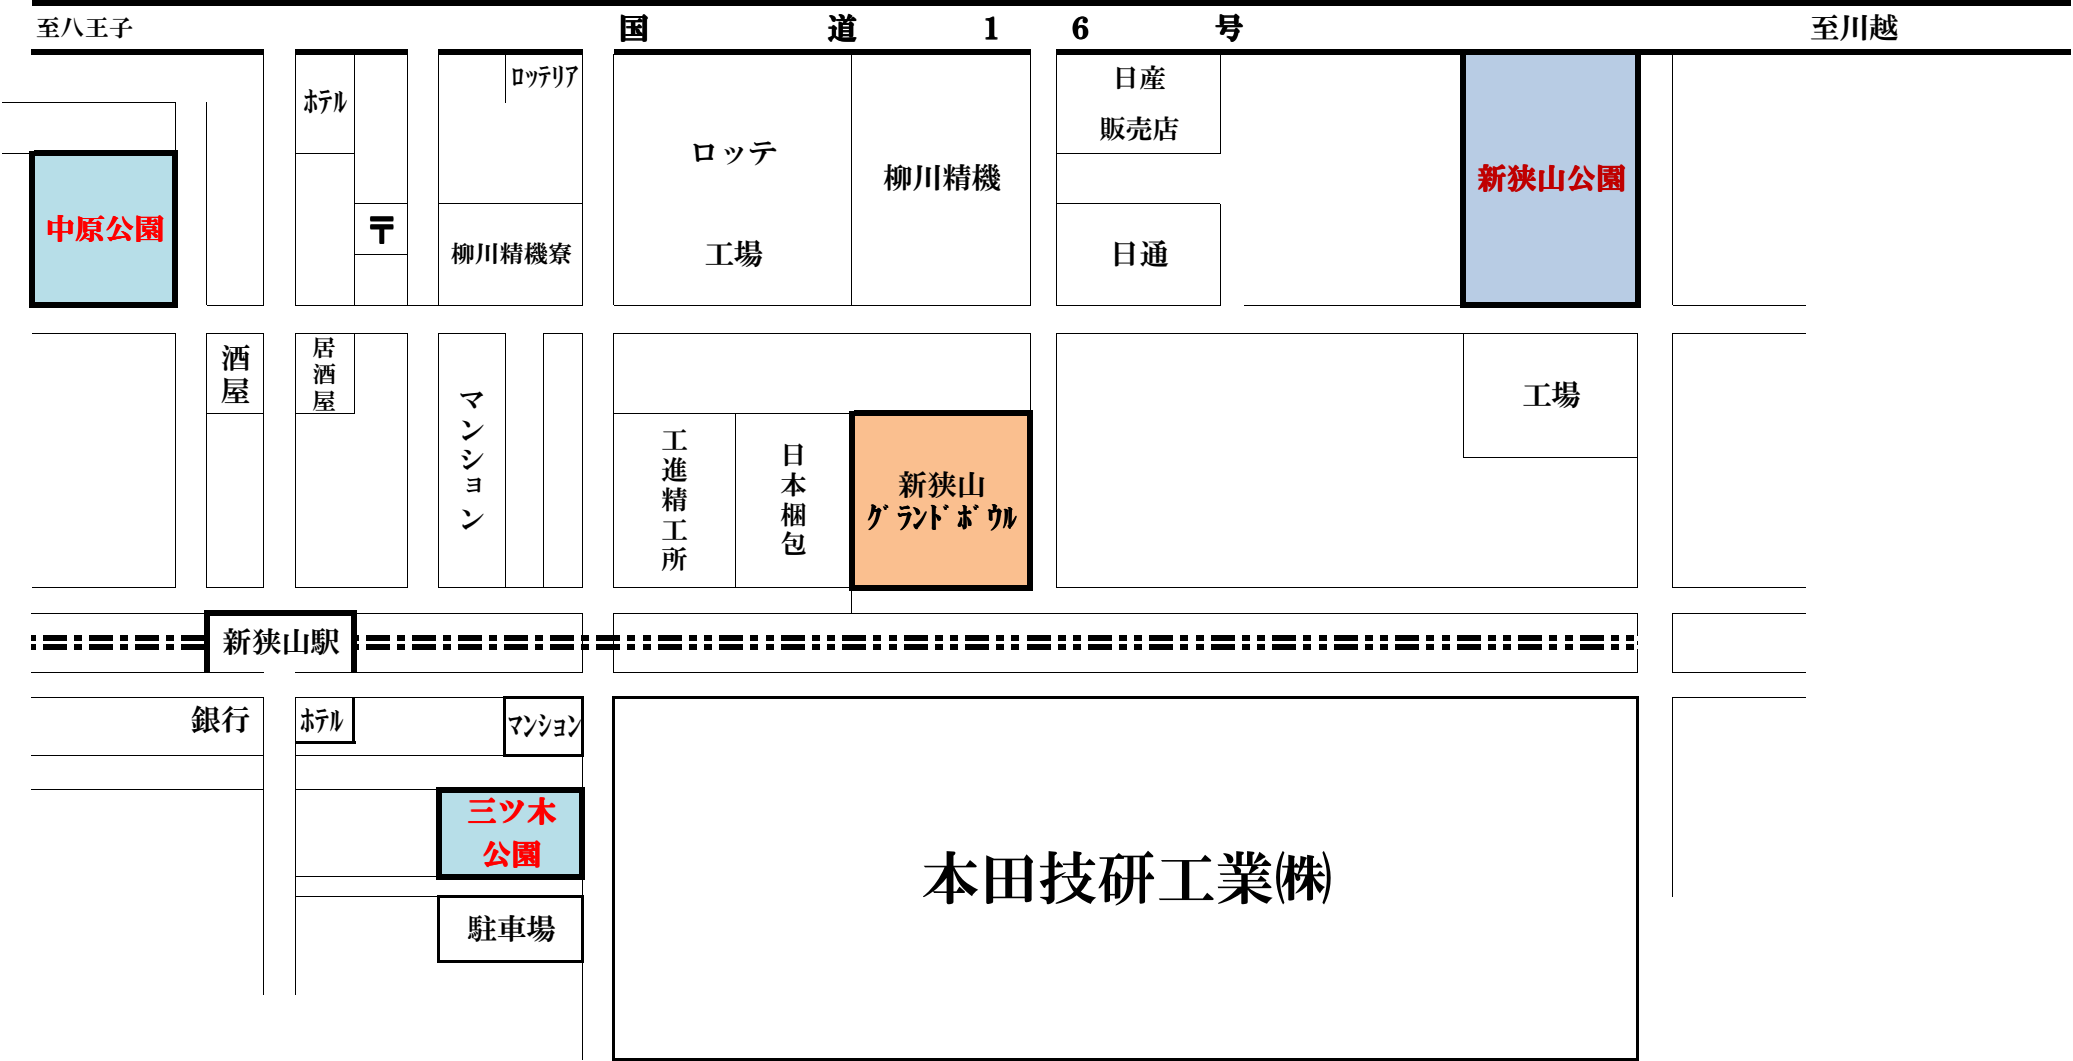 至八王子
国道16号
至川越
ホテル
ロッテリア
ロッテ
工場
柳川精機
日産
販売店
新狭山公園
中原公園
〒
柳川精機寮
日通
酒屋
居酒屋
マンション
工進精工所
日本梱包
新狭山
グランドボウル
工場
新狭山駅
銀行
ホテル
マンション
三ツ木
公園
駐車場
本田技研工業㈱